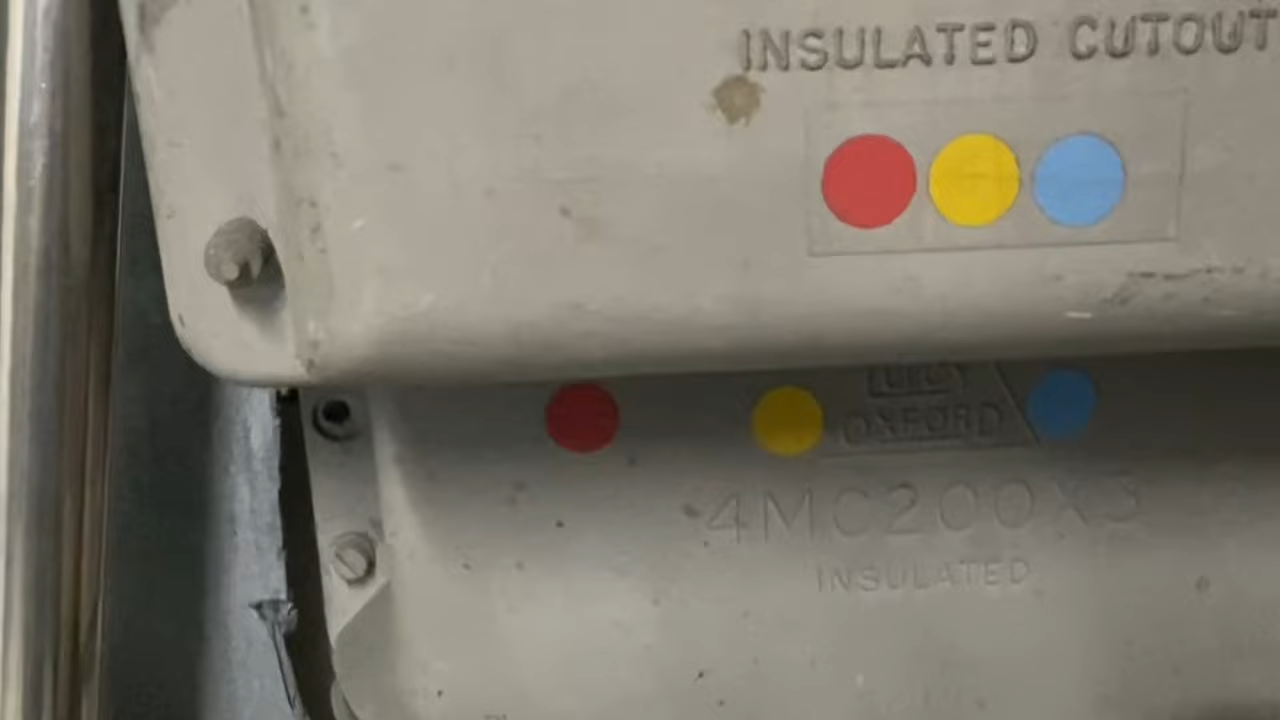 INSULATED CUTOUT
LUCY
OXFORD
4MC200X3
INSULATED